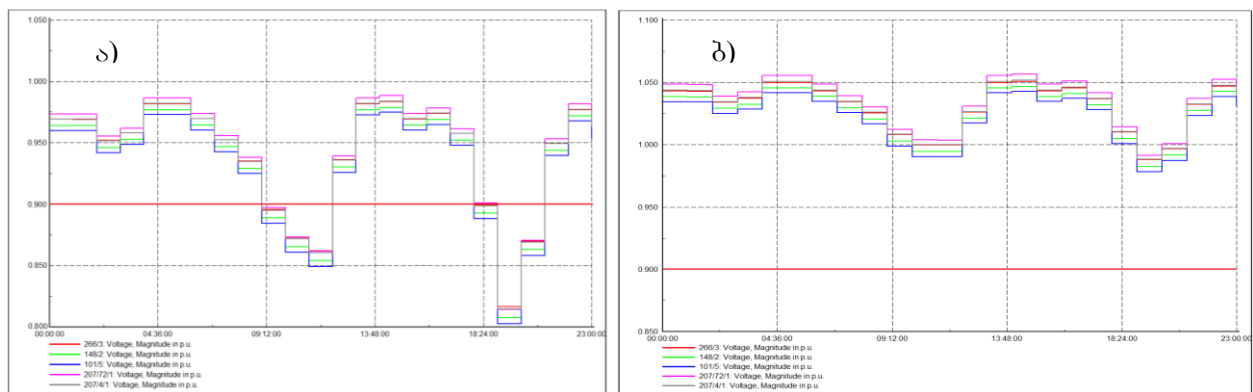 ა)
1.050
1.000
0.950
0.900
0.850
0.800
00:00:00 04:36:00 09:12:00 13:48:00 18:24:00 23:00:00
266/3: Voltage, Magnitude in p.u.
148/2: Voltage, Magnitude in p.u.
101/5: Voltage, Magnitude in p.u.
207/72/1: Voltage, Magnitude in p.u.
207/4/1: Voltage, Magnitude in p.u.
ბ)
1.100
1.050
1.000
0.950
0.900
0.850
00:00:00 04:36:00 09:12:00 13:48:00 18:24:00 23:00:00
266/3: Voltage, Magnitude in p.u.
148/2: Voltage, Magnitude in p.u.
101/5: Voltage, Magnitude in p.u.
207/72/1: Voltage, Magnitude in p.u.
207/4/1: Voltage, Magnitude in p.u.